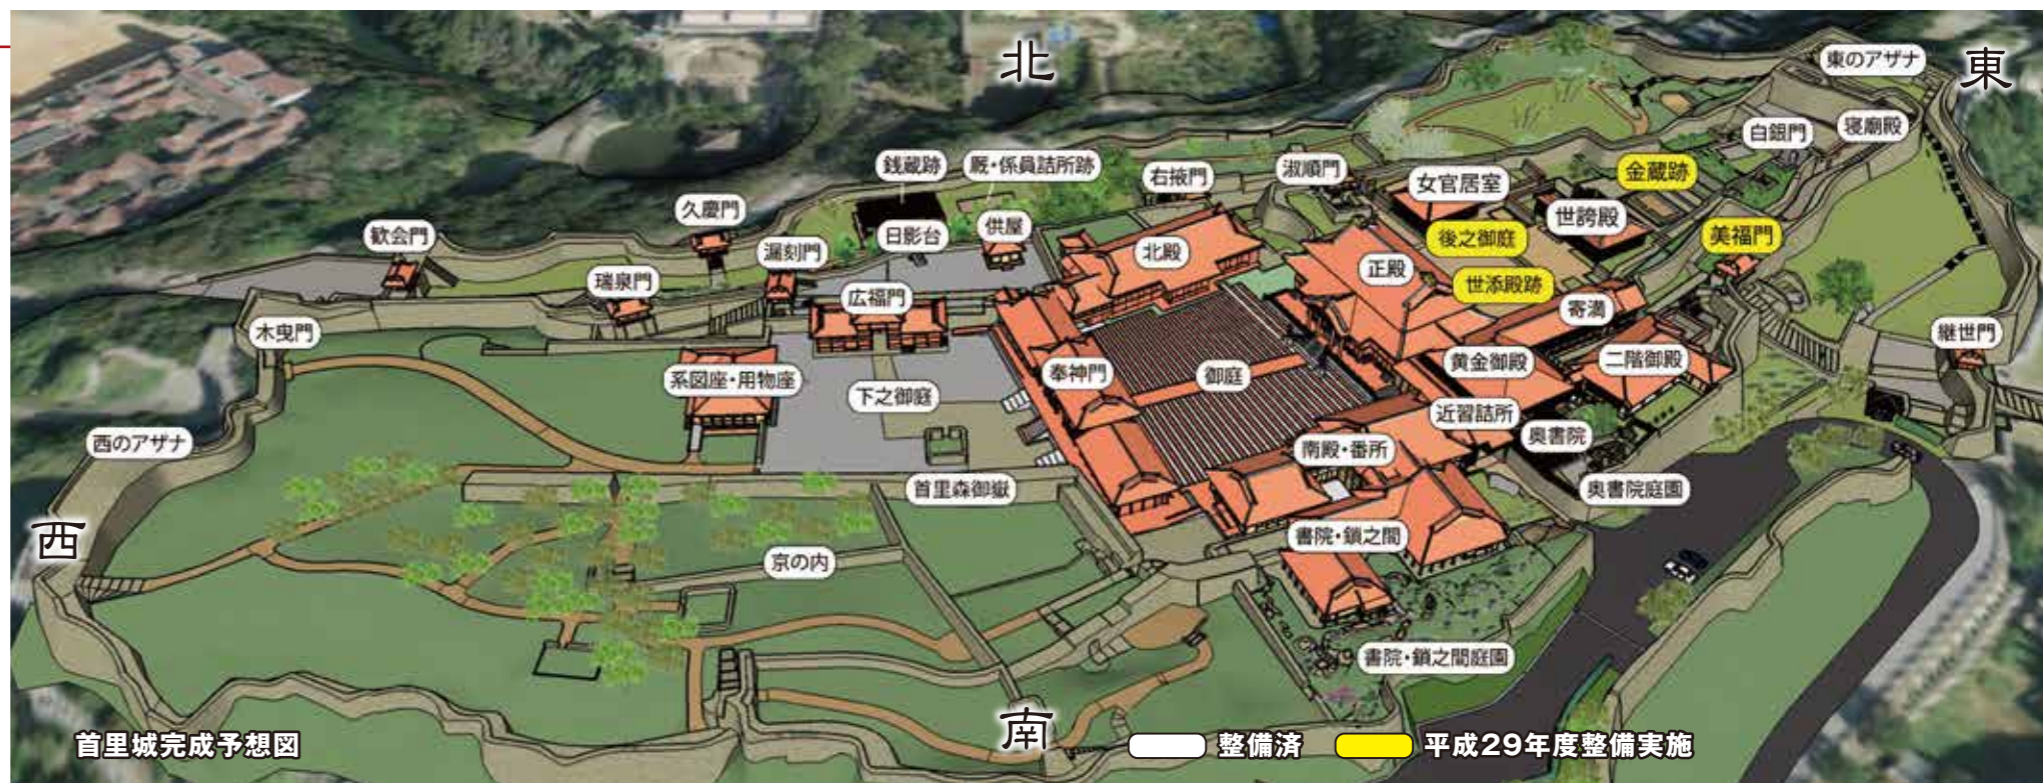 北
東
東のアザナ
寝廟殿
白銀門
金蔵跡
銭蔵跡
厩・係員詰所跡
右掖門
淑順門
女官居室
世誇殿
久慶門
日影台
供屋
後之御庭
美福門
歓会門
漏刻門
北殿
正殿
世添殿跡
瑞泉門
広福門
寄満
木曳門
継世門
系図座・用物座
下之御庭
奉神門
御庭
黄金御殿
二階御殿
近習詰所
西のアザナ
南殿・番所
奥書院
首里森御嶽
奥書院庭園
西
書院・鎖之間
京の内
書院・鎖之間庭園
南
首里城完成予想図
整備済
平成29年度整備実施